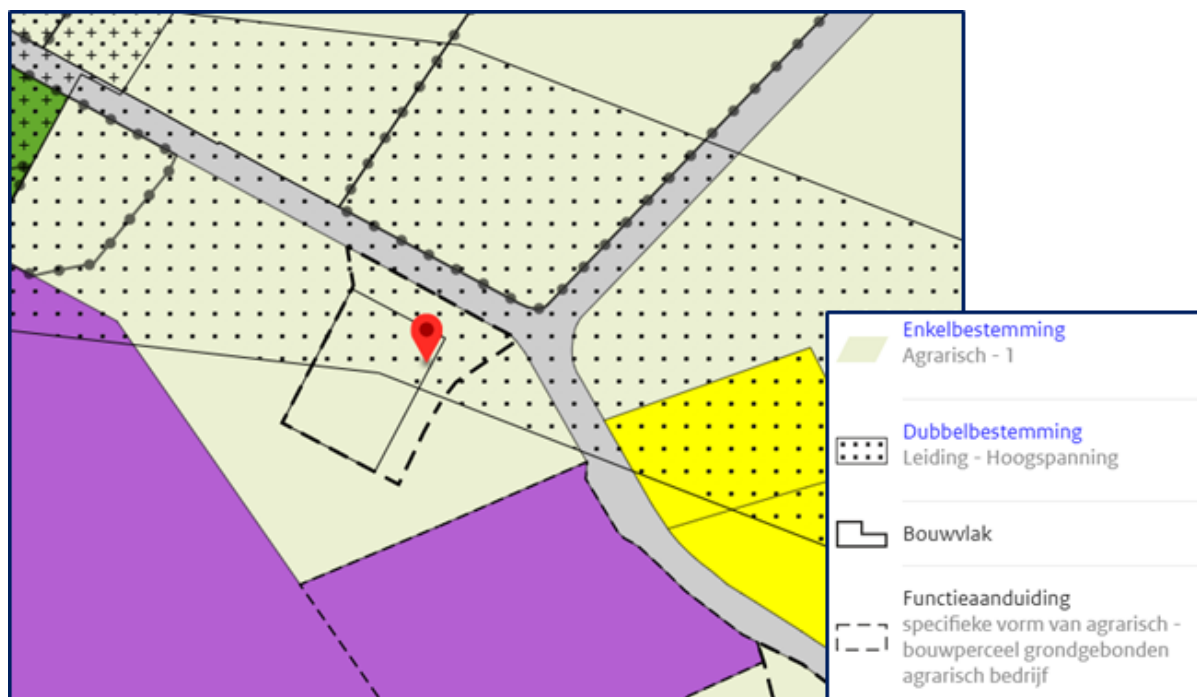 Enkelbestemming
Agrarisch - 1
Dubbelbestemming
Leiding - Hoogspanning
Bouwvlak
Functieaanduiding
specifieke vorm van agrarisch -
bouwperceel grondgebonden
agrarisch bedrijf